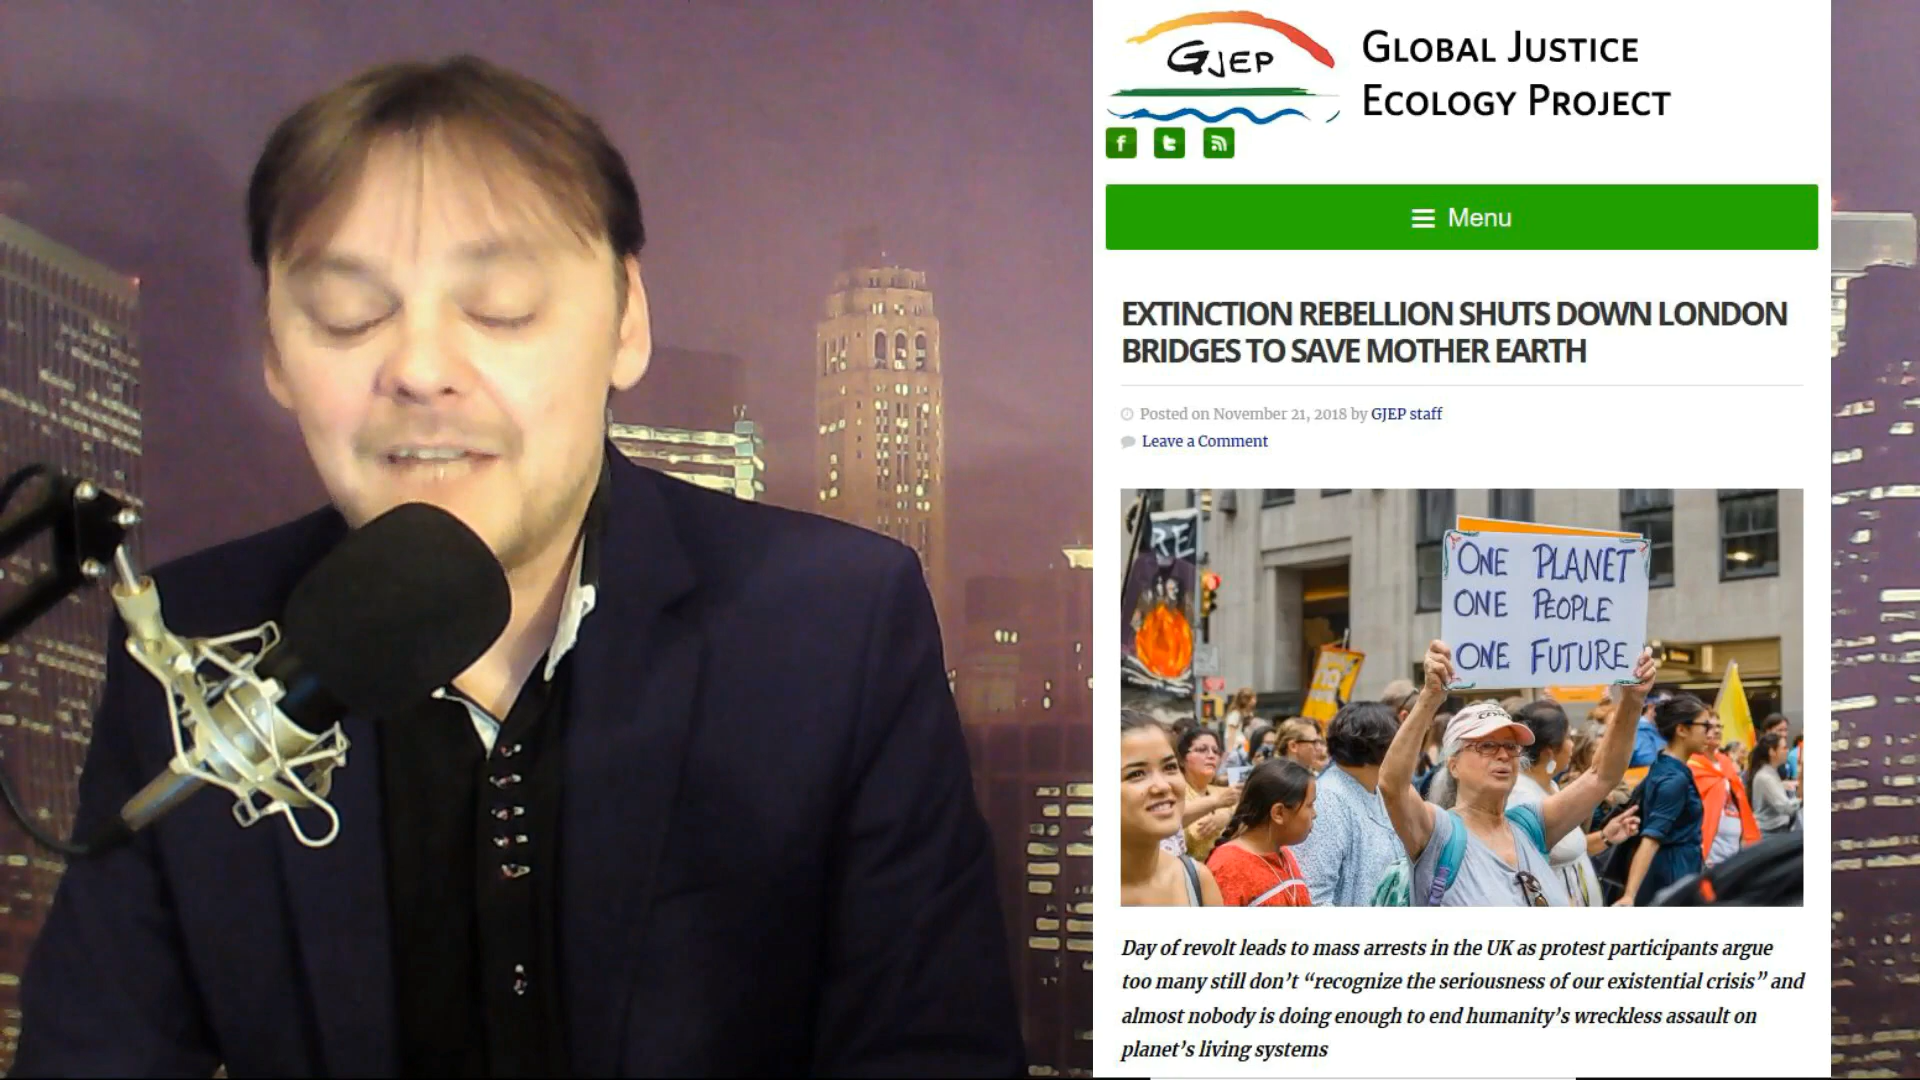 GJEP
GLOBAL JUSTICE
ECOLOGY PROJECT
Menu
EXTINCTION REBELLION SHUTS DOWN LONDON
BRIDGES TO SAVE MOTHER EARTH
Posted on November 21, 2018 by GJEP staff
Leave a Comment
RE
ONE PLANET
ONE PEOPLE
ONE FUTURE
Day of revolt leads to mass arrests in the UK as protest participants argue
too many still don’t “recognize the seriousness of our existential crisis” and
almost nobody is doing enough to end humanity’s wreckless assault on
planet’s living systems